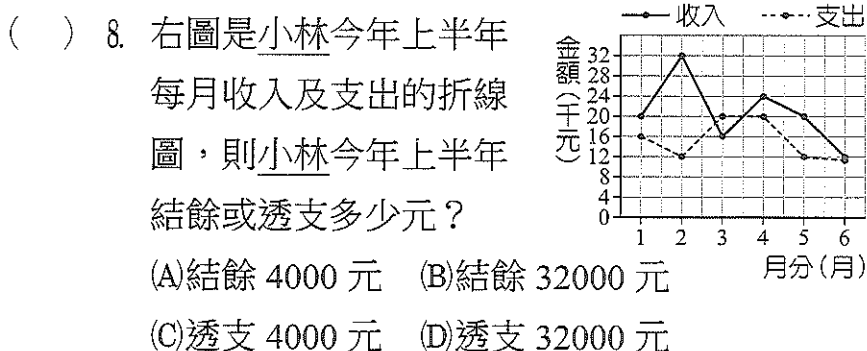 (　) 8. 右圖是小林今年上半年
每月收入及支出的折線
圖，則小林今年上半年
結餘或透支多少元？
(A)結餘 4000 元　(B)結餘 32000 元
(C)透支 4000 元　(D)透支 32000 元
收入　支出
金額(千元)
32
28
24
20
16
12
8
4
0
1 2 3 4 5 6
月分(月)